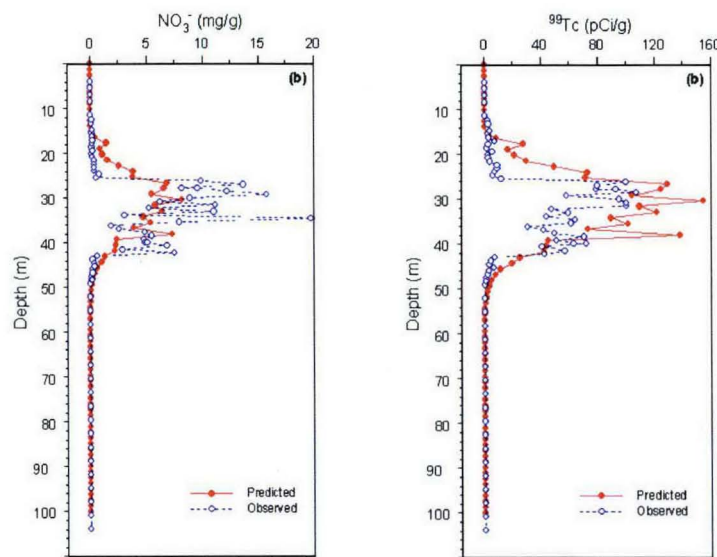 NO₃⁻ (mg/g)
0 5 10 15 20
(b)
10
20
30
40
50
60
70
80
90
100
Depth (m)
Predicted
Observed
⁹⁹Tc (pCi/g)
0 40 80 120 160
(b)
10
20
30
40
50
60
70
80
90
100
Depth (m)
Predicted
Observed